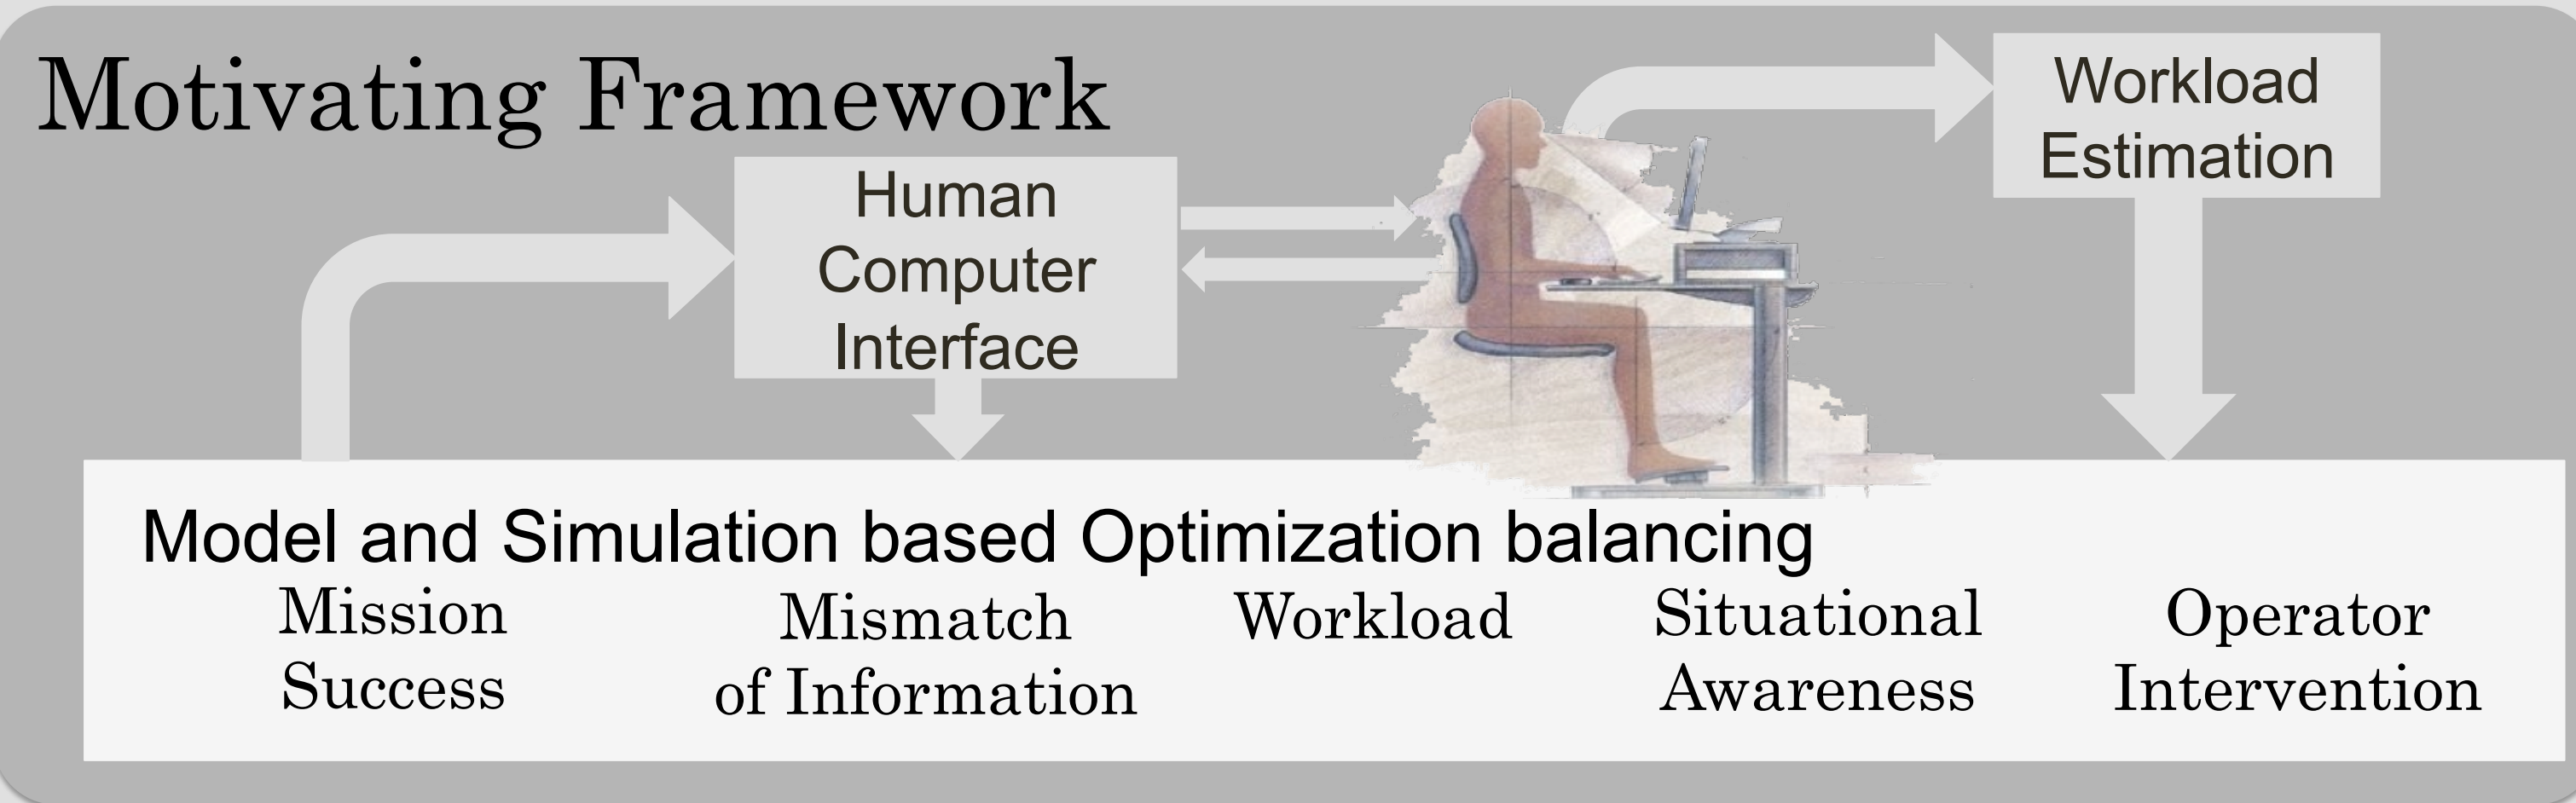 Motivating Framework
Workload
Estimation
Human
Computer
Interface
Model and Simulation based Optimization balancing
Mission
Success
Mismatch
of Information
Workload
Situational
Awareness
Operator
Intervention